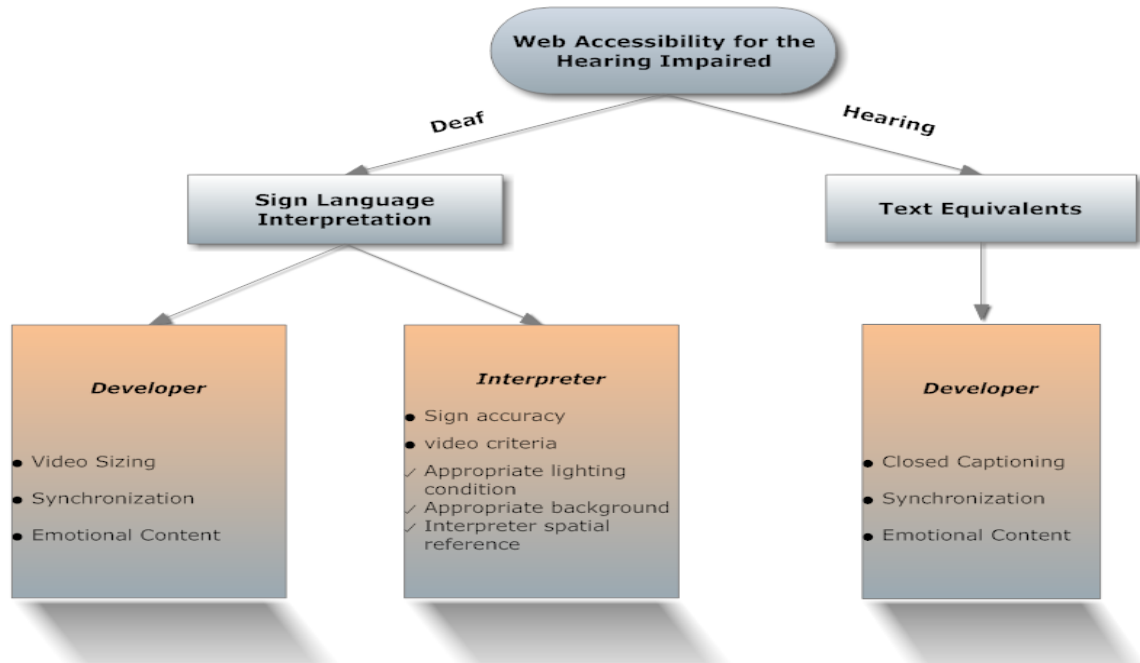 Web Accessibility for the
Hearing Impaired
Deaf
Hearing
Sign Language
Interpretation
Text Equivalents
Developer
● Video Sizing
● Synchronization
● Emotional Content
Interpreter
● Sign accuracy
● video criteria
✓ Appropriate lighting
condition
✓ Appropriate background
✓ Interpreter spatial
reference
Developer
● Closed Captioning
● Synchronization
● Emotional Content